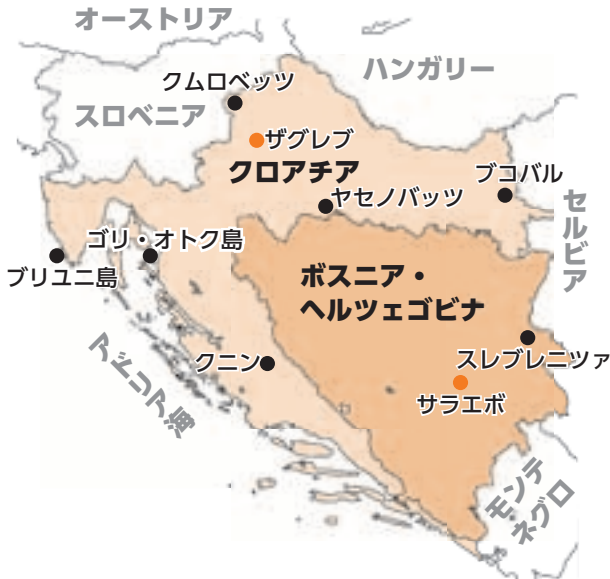 オーストリア
ハンガリー
クムロベッツ
スロベニア
ザグレブ
クロアチア
ブコバル
ヤセノバッツ
セルビア
ゴリ・オトク島
ブリユニ島
ボスニア・
ヘルツェゴビナ
アドリア海
クニン
スレブレニツァ
サラエボ
モンテ
ネグロ